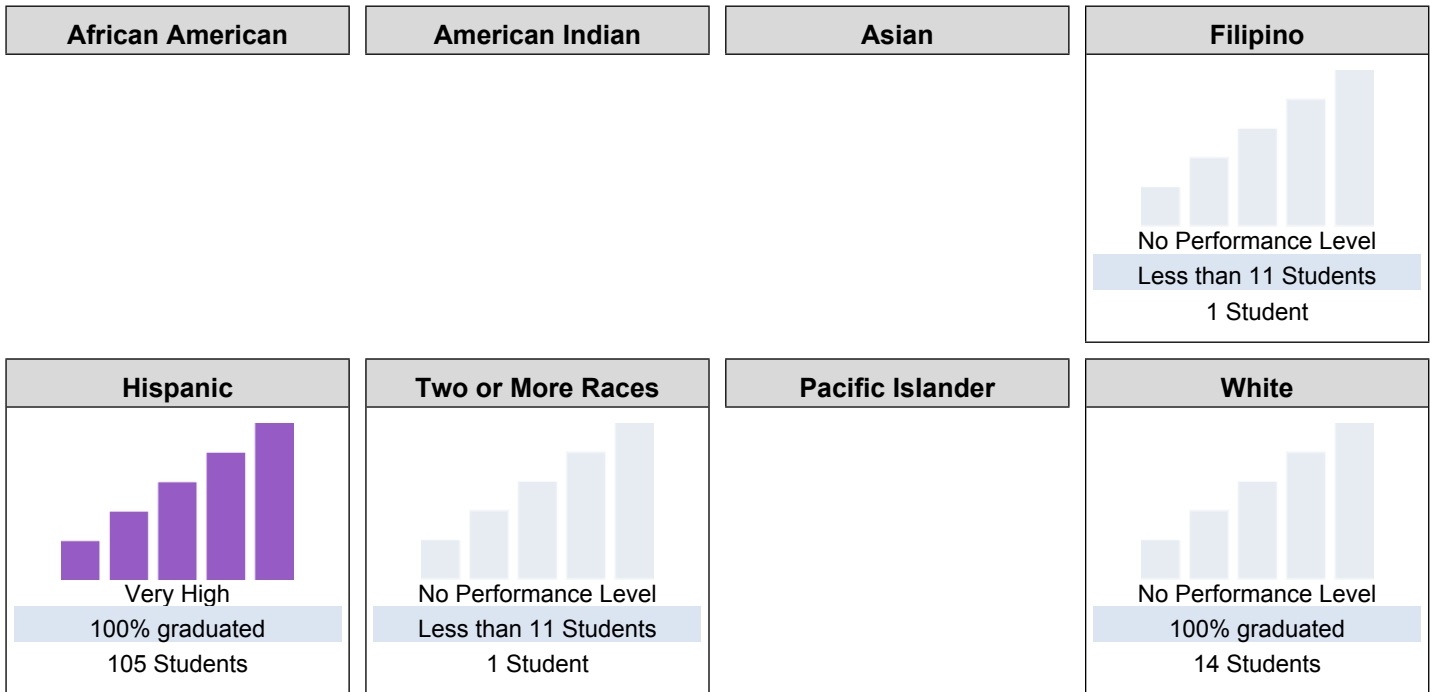 African American
American Indian
Asian
Filipino
No Performance Level
Less than 11 Students
1 Student
Hispanic
Two or More Races
Pacific Islander
White
Very High
100% graduated
105 Students
No Performance Level
Less than 11 Students
1 Student
No Performance Level
100% graduated
14 Students